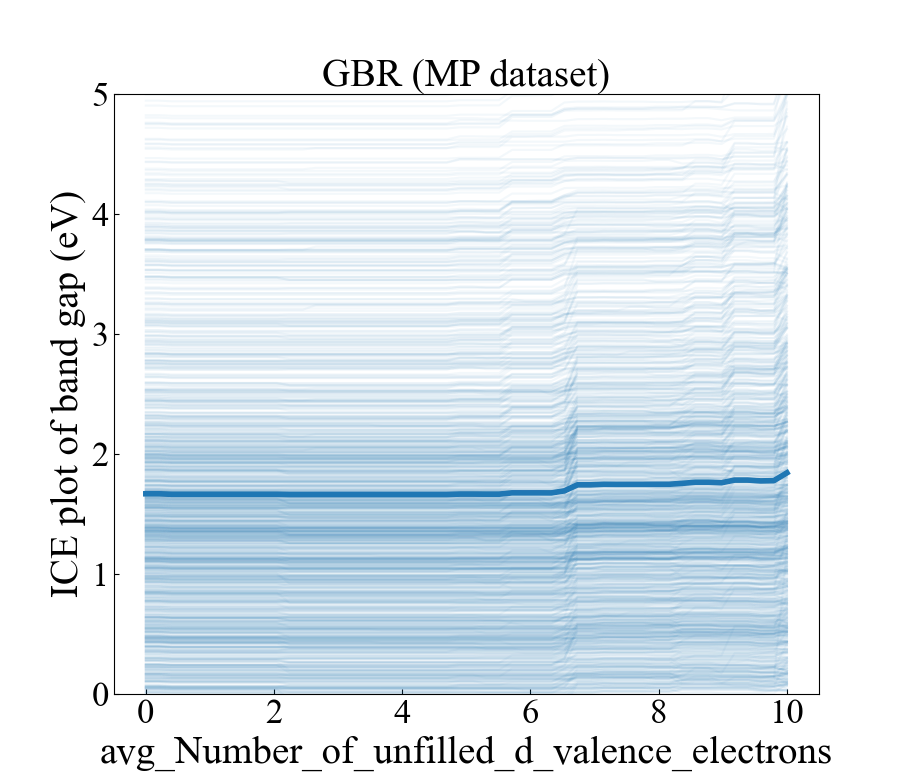 GBR (MP dataset)
5
4
3
2
1
0
ICE plot of band gap (eV)
0 2 4 6 8 10
avg_Number_of_unfilled_d_valence_electrons